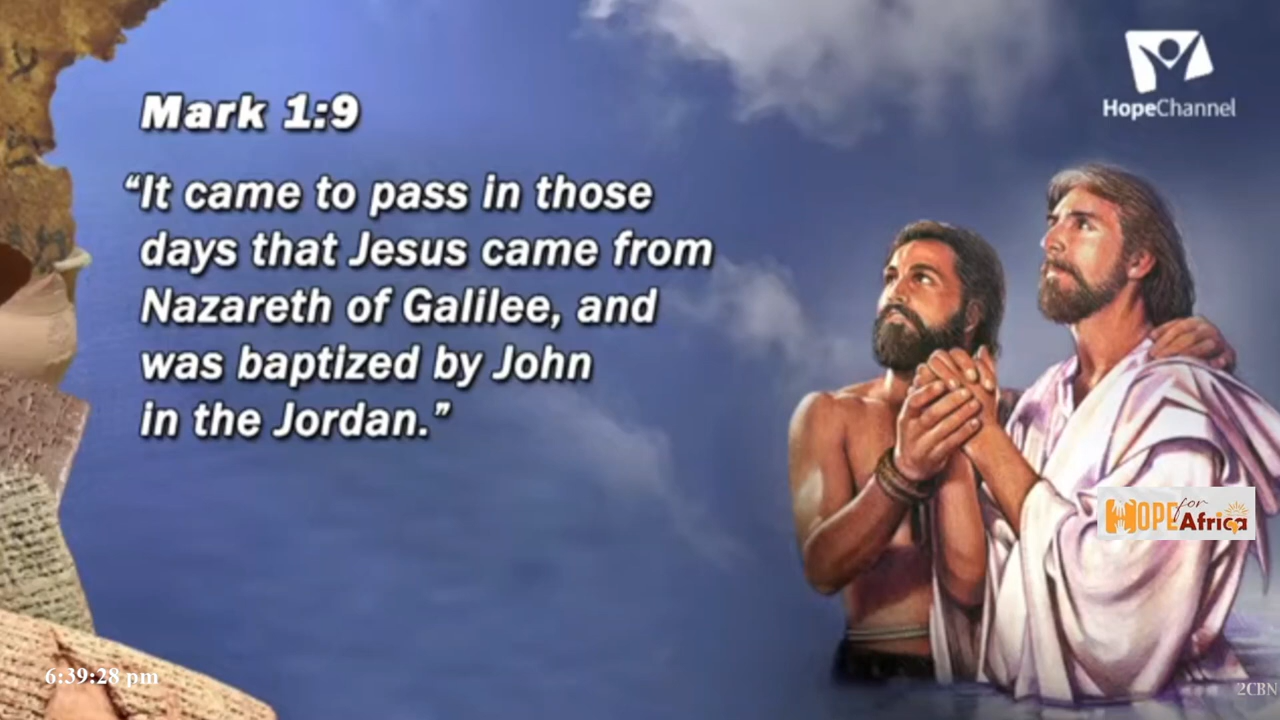 Mark 1:9
“It came to pass in those
days that Jesus came from
Nazareth of Galilee, and
was baptized by John
in the Jordan.”
HopeChannel
HOPE for Africa
6:39:28 pm
2CBN